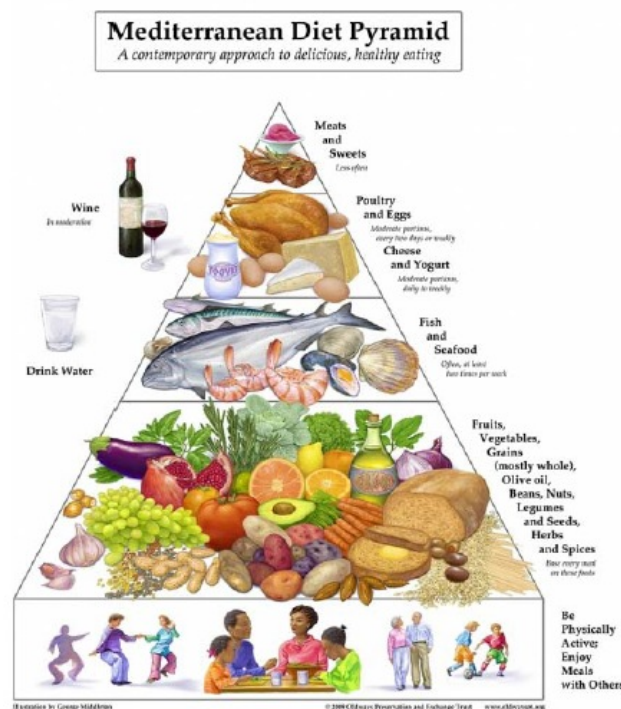 Mediterranean Diet Pyramid
A contemporary approach to delicious, healthy eating
Meats
and
Sweets
Less often
Wine
In moderation
Poultry
and Eggs
Moderate portions,
every two days or weekly
Cheese
and Yogurt
Moderate portions,
daily to weekly
YOGURT
Fish
and
Seafood
Often, at least
two times per week
Drink Water
Fruits,
Vegetables,
Grains
(mostly whole),
Olive oil,
Beans, Nuts,
Legumes
and Seeds,
Herbs
and Spices
Base every meal
on these foods
Be
Physically
Active;
Enjoy
Meals
with Others
Illustration by George Middleton
© 2009 Oldways Preservation and Exchange Trust www.oldwayspt.org